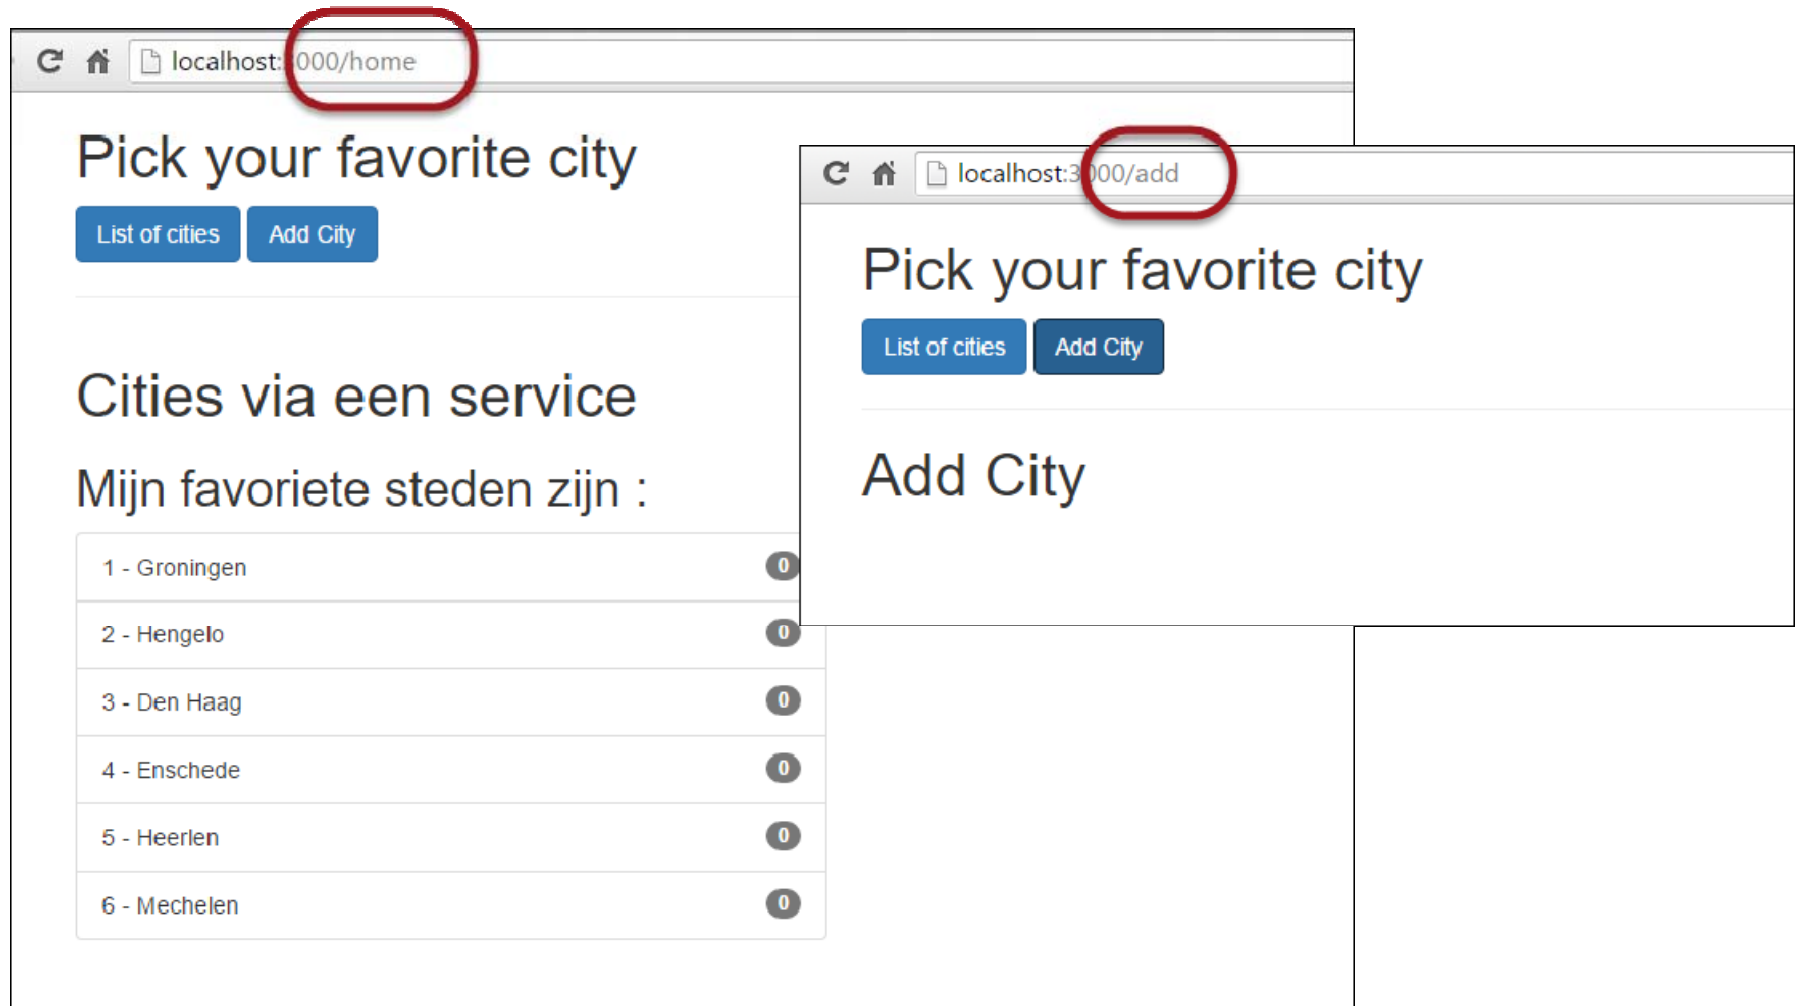 localhost:3000/home
Pick your favorite city
List of cities Add City
Cities via een service
Mijn favoriete steden zijn :
1 - Groningen 0
2 - Hengelo 0
3 - Den Haag 0
4 - Enschede 0
5 - Heerlen 0
6 - Mechelen 0
localhost:3000/add
Pick your favorite city
List of cities Add City
Add City